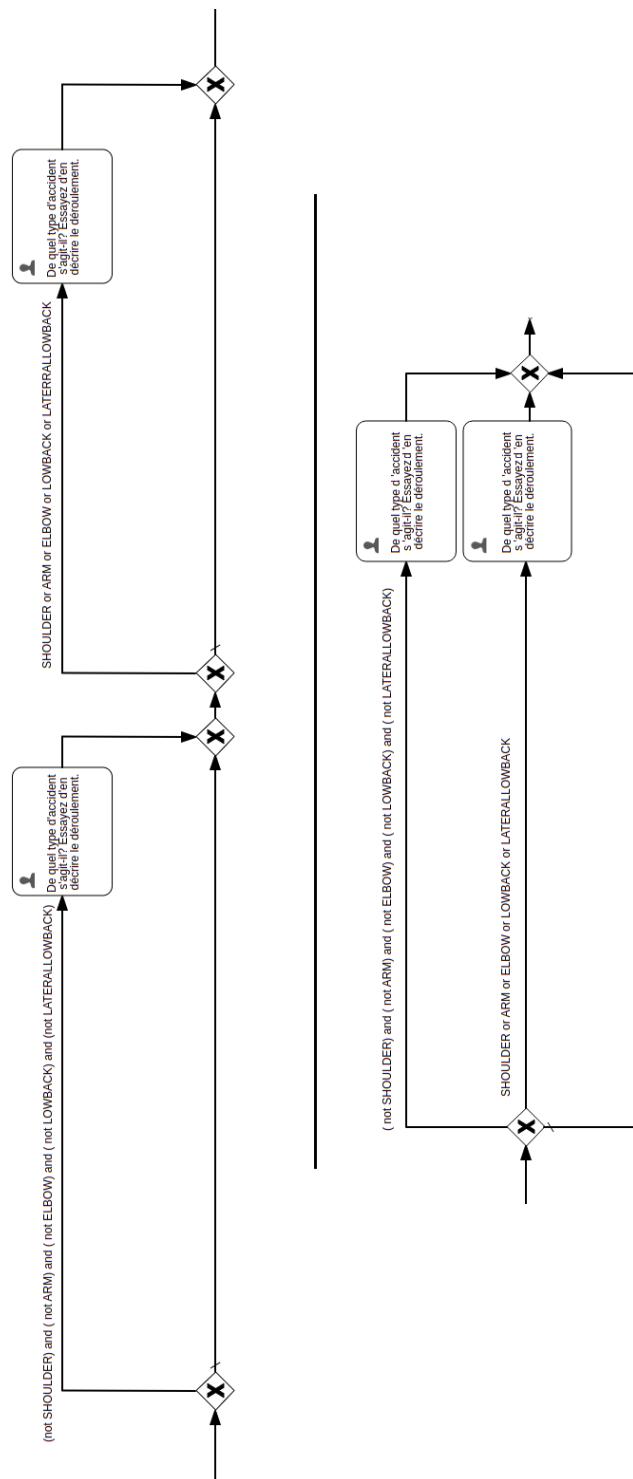 SHOULDER or ARM or ELBOW or LOWBACK or LATERRALLOWBACK
De quel type d'accident
s'agit-il? Essayez d'en
décrire le déroulement.
(not SHOULDER) and ( not ARM) and ( not ELBOW) and ( not LOWBACK) and (not LATERALLOWBACK)
De quel type d'accident
s'agit-il? Essayez d'en
décrire le déroulement.
( not SHOULDER) and ( not ARM) and ( not ELBOW) and ( not LOWBACK) and ( not LATERALLOWBACK)
De quel type d 'accident
s 'agit-il? Essayez d 'en
décrire le déroulement.
SHOULDER or ARM or ELBOW or LOWBACK or LATERALLOWBACK
De quel type d 'accident
s 'agit-il? Essayez d 'en
décrire le déroulement.